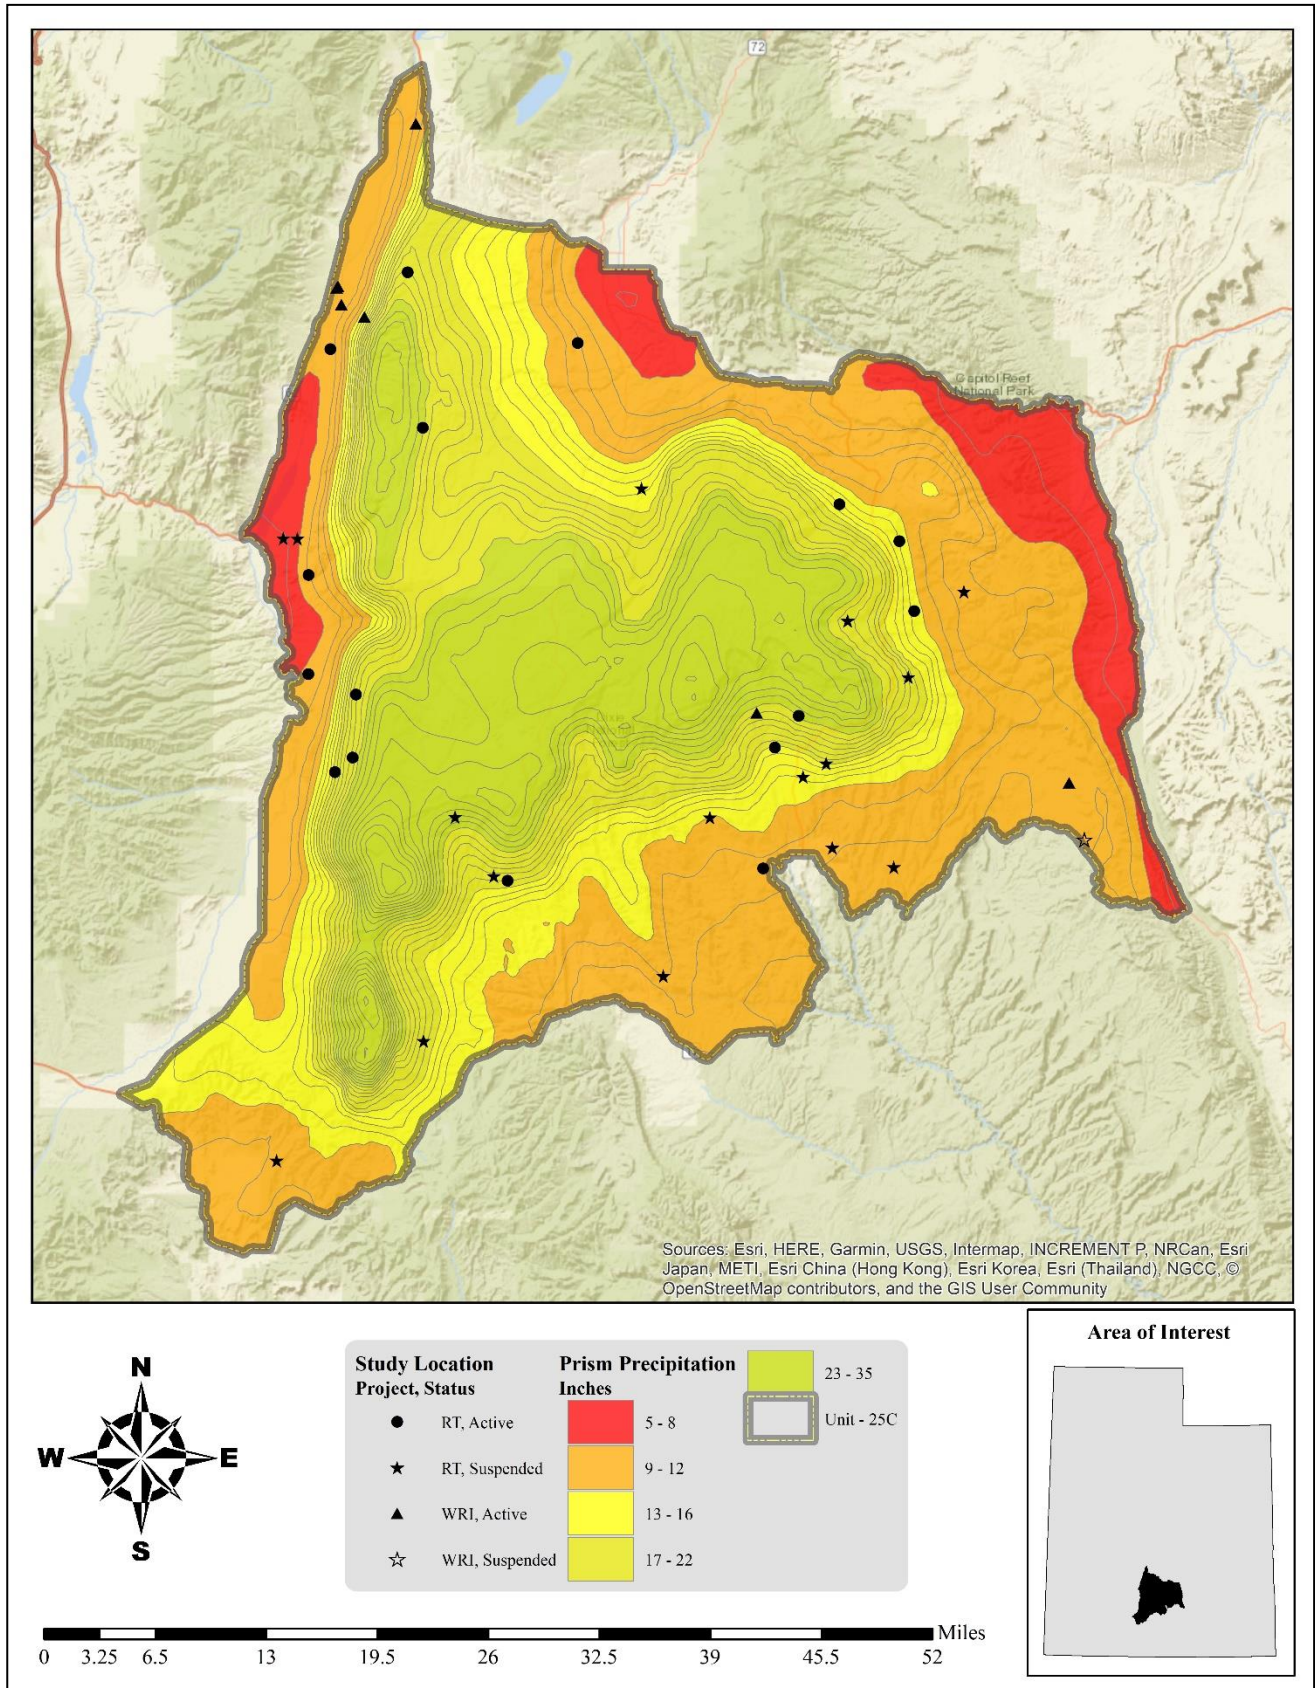 72
Capitol Reef
National Park
Sources: Esri, HERE, Garmin, USGS, Intermap, INCREMENT P, NRCan, Esri
Japan, METI, Esri China (Hong Kong), Esri Korea, Esri (Thailand), NGCC, ©
OpenStreetMap contributors, and the GIS User Community
N
W
E
S
Study Location
Project, Status
RT, Active
RT, Suspended
WRI, Active
WRI, Suspended
Prism Precipitation
Inches
5 - 8
9 - 12
13 - 16
17 - 22
23 - 35
Unit - 25C
Area of Interest
Miles
0 3.25 6.5 13 19.5 26 32.5 39 45.5 52